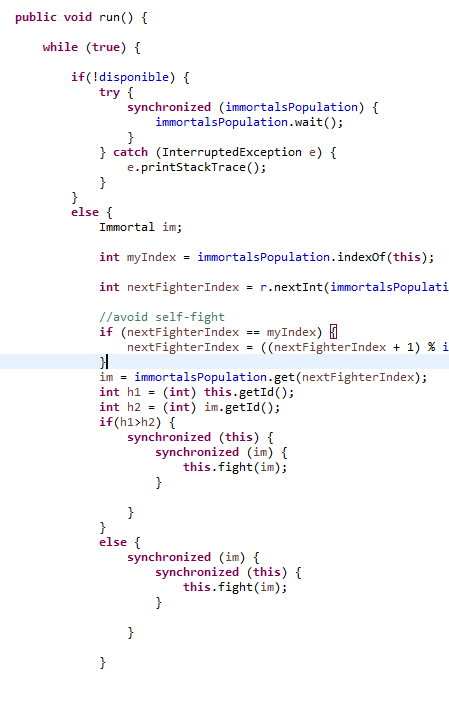 public void run() {
while (true) {
if(!disponible) {
try {
synchronized (immortalsPopulation) {
immortalsPopulation.wait();
}
} catch (InterruptedException e) {
e.printStackTrace();
}
}
else {
Immortal im;
int myIndex = immortalsPopulation.indexOf(this);
int nextFighterIndex = r.nextInt(immortalsPopulati
//avoid self-fight
if (nextFighterIndex == myIndex) {
nextFighterIndex = ((nextFighterIndex + 1) % i
}
im = immortalsPopulation.get(nextFighterIndex);
int h1 = (int) this.getId();
int h2 = (int) im.getId();
if(h1>h2) {
synchronized (this) {
synchronized (im) {
this.fight(im);
}
}
}
else {
synchronized (im) {
synchronized (this) {
this.fight(im);
}
}
}